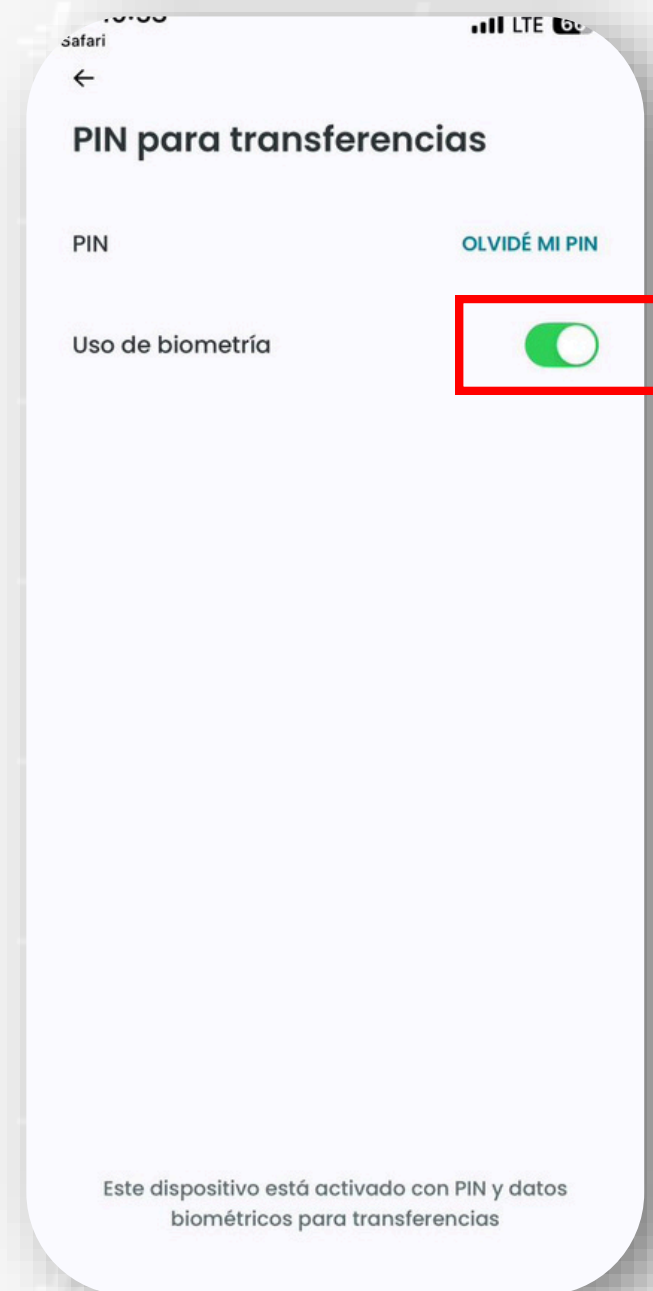 Safari
LTE
←
PIN para transferencias
PIN OLVIDÉ MI PIN
Uso de biometría
Este dispositivo está activado con PIN y datos
biométricos para transferencias